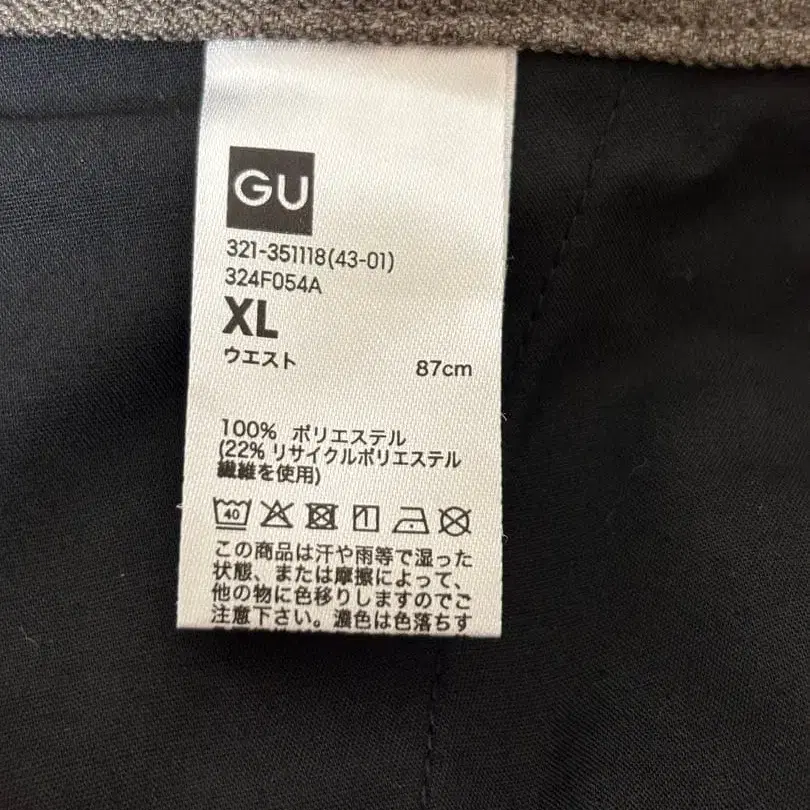 GU
321-351118(43-01)
324F054A
XL
ウエスト 87cm
100% ポリエステル
(22% リサイクルポリエステル
繊維を使用)
40
この商品は汗や雨等で湿った
状態、または摩擦によって、
他の物に色移りしますのでご
注意下さい。濃色は色落ちす